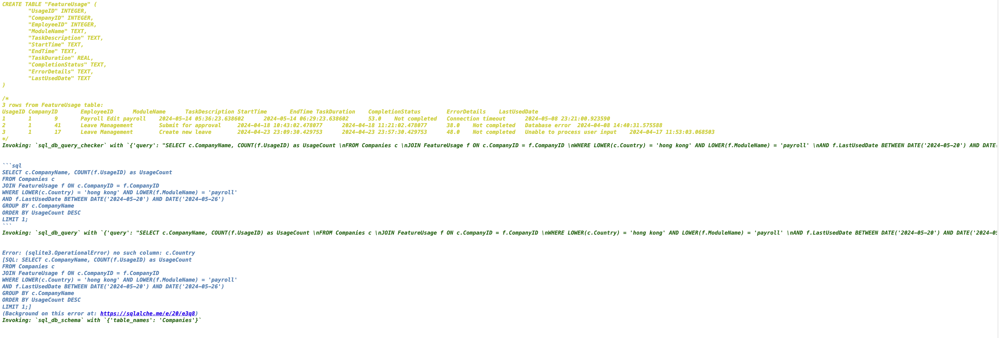 CREATE TABLE "FeatureUsage" (
	"UsageID" INTEGER,
	"CompanyID" INTEGER,
	"EmployeeID" INTEGER,
	"ModuleName" TEXT,
	"TaskDescription" TEXT,
	"StartTime" TEXT,
	"EndTime" TEXT,
	"TaskDuration" REAL,
	"CompletionStatus" TEXT,
	"ErrorDetails" TEXT,
	"LastUsedDate" TEXT
)

/*
3 rows from FeatureUsage table:
UsageID	CompanyID	EmployeeID	ModuleName	TaskDescription	StartTime	EndTime	TaskDuration	CompletionStatus	ErrorDetails	LastUsedDate
1	1	9	Payroll	Edit payroll	2024-05-14 05:36:23.638602	2024-05-14 06:29:23.638602	53.0	Not completed	Connection timeout	2024-05-08 23:21:00.923590
2	1	41	Leave Management	Submit for approval	2024-04-18 10:43:02.478077	2024-04-18 11:21:02.478077	38.0	Not completed	Database error	2024-04-08 14:40:31.575588
3	1	17	Leave Management	Create new leave	2024-04-23 23:09:30.429753	2024-04-23 23:57:30.429753	48.0	Not completed	Unable to process user input	2024-04-17 11:53:03.068503
*/
Invoking: `sql_db_query_checker` with `{'query': "SELECT c.CompanyName, COUNT(f.UsageID) as UsageCount \nFROM Companies c \nJOIN FeatureUsage f ON c.CompanyID = f.CompanyID \nWHERE LOWER(c.Country) = 'hong kong' AND LOWER(f.ModuleName) = 'payroll' \nAND f.LastUsedDate BETWEEN DATE('2024-05-20') AND DATE(

```sql
SELECT c.CompanyName, COUNT(f.UsageID) as UsageCount
FROM Companies c
JOIN FeatureUsage f ON c.CompanyID = f.CompanyID
WHERE LOWER(c.Country) = 'hong kong' AND LOWER(f.ModuleName) = 'payroll'
AND f.LastUsedDate BETWEEN DATE('2024-05-20') AND DATE('2024-05-26')
GROUP BY c.CompanyName
ORDER BY UsageCount DESC
LIMIT 1;
```
Invoking: `sql_db_query` with `{'query': "SELECT c.CompanyName, COUNT(f.UsageID) as UsageCount \nFROM Companies c \nJOIN FeatureUsage f ON c.CompanyID = f.CompanyID \nWHERE LOWER(c.Country) = 'hong kong' AND LOWER(f.ModuleName) = 'payroll' \nAND f.LastUsedDate BETWEEN DATE('2024-05-20') AND DATE('2024-05

Error: (sqlite3.OperationalError) no such column: c.Country
[SQL: SELECT c.CompanyName, COUNT(f.UsageID) as UsageCount
FROM Companies c
JOIN FeatureUsage f ON c.CompanyID = f.CompanyID
WHERE LOWER(c.Country) = 'hong kong' AND LOWER(f.ModuleName) = 'payroll'
AND f.LastUsedDate BETWEEN DATE('2024-05-20') AND DATE('2024-05-26')
GROUP BY c.CompanyName
ORDER BY UsageCount DESC
LIMIT 1;]
(Background on this error at: https://sqlalche.me/e/20/e3q8)
Invoking: `sql_db_schema` with `{'table_names': 'Companies'}`